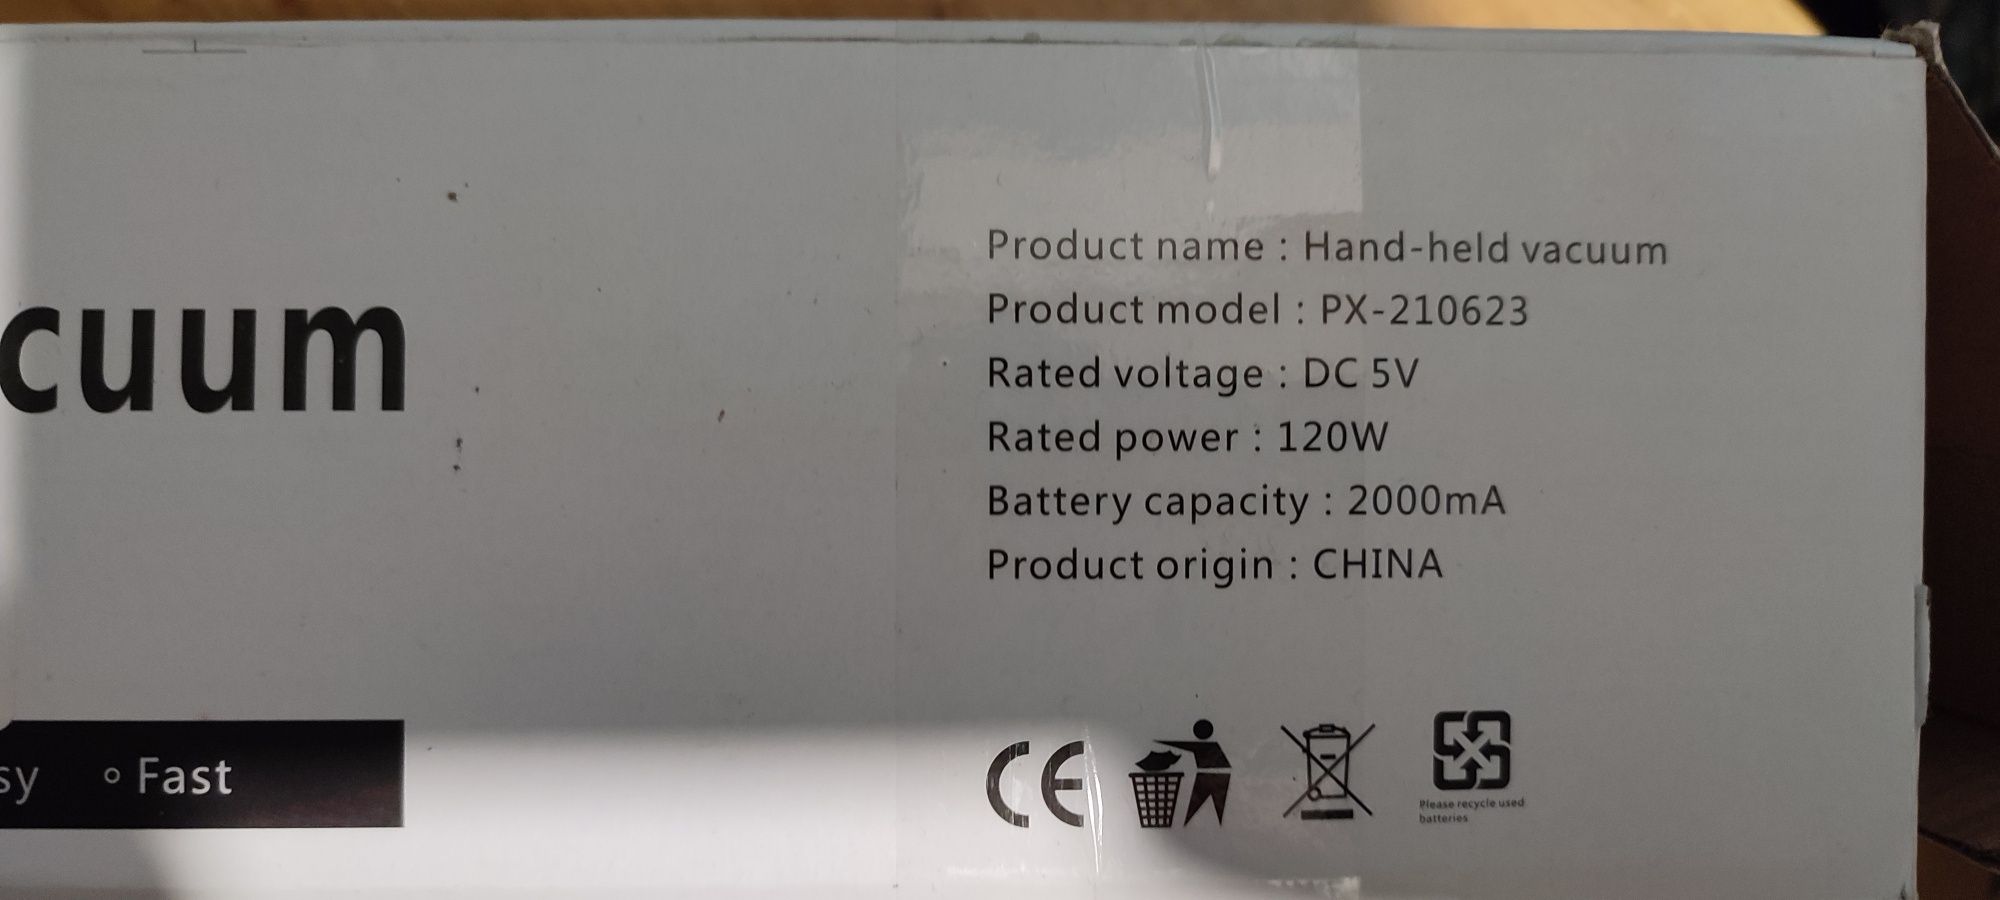 cuum
sy ∘ Fast
Product name : Hand-held vacuum
Product model : PX-210623
Rated voltage : DC 5V
Rated power : 120W
Battery capacity : 2000mA
Product origin : CHINA
CE
Please recycle used
batteries